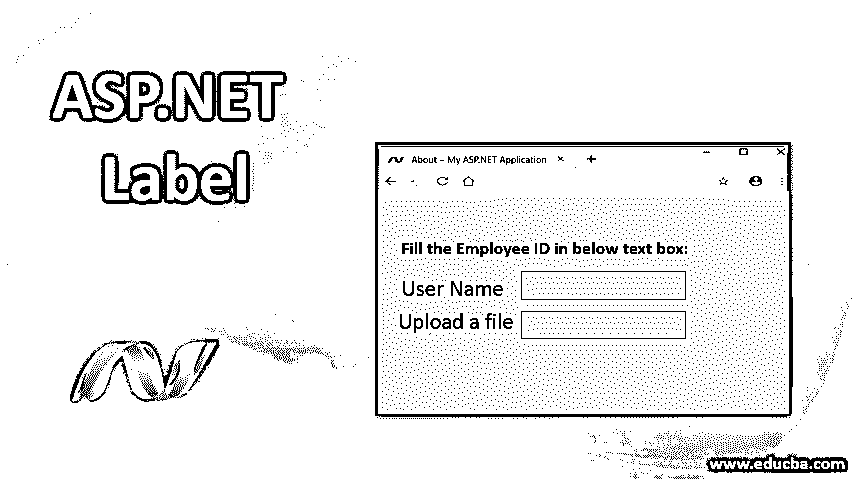 ASP.NET
Label
About – My ASP.NET Application
Fill the Employee ID in below text box:
User Name
Upload a file
www.educba.com